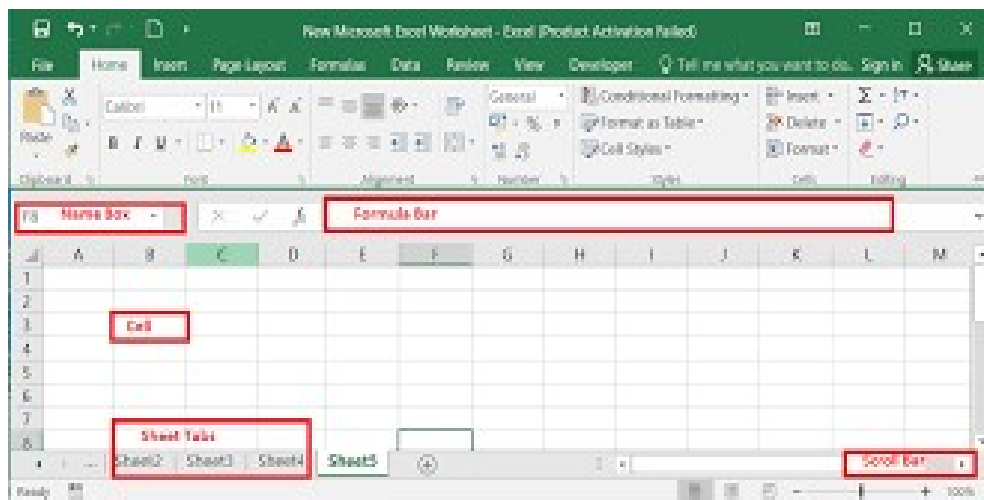 New Microsoft Excel Worksheet - Excel (Product Activation Failed)
File Home Insert Page Layout Formulas Data Review View Developer Tell me what you want to do. Sign in Share
Calibri 11 General Conditional Formatting Insert
Paste B I U % Format as Table Delete
Cell Styles Format
Clipboard Font Alignment Number Styles Cells Editing
F8 Name Box fx Formula Bar
A B C D E F G H I J K L M
1
2
3 Cell
4
5
6
7
8 Sheet Tabs
... Sheet2 Sheet3 Sheet4 Sheet5 Scroll Bar
Ready 100%